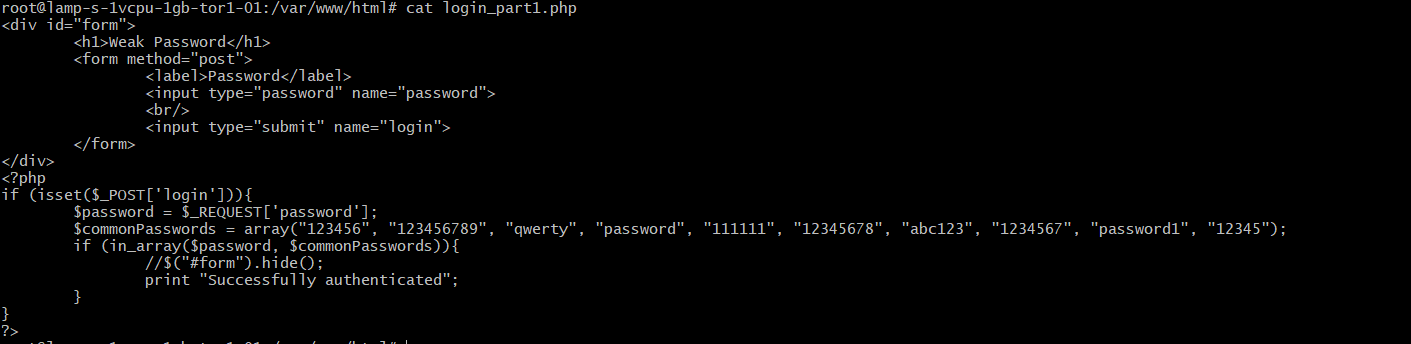 root@lamp-s-1vcpu-1gb-tor1-01:/var/www/html# cat login_part1.php
<div id="form">
        <h1>Weak Password</h1>
        <form method="post">
                <label>Password</label>
                <input type="password" name="password">
                <br/>
                <input type="submit" name="login">
        </form>
</div>
<?php
if (isset($_POST['login'])){
        $password = $_REQUEST['password'];
        $commonPasswords = array("123456", "123456789", "qwerty", "password", "111111", "12345678", "abc123", "1234567", "password1", "12345");
        if (in_array($password, $commonPasswords)){
                //$("#form").hide();
                print "Successfully authenticated";
        }
}
?>